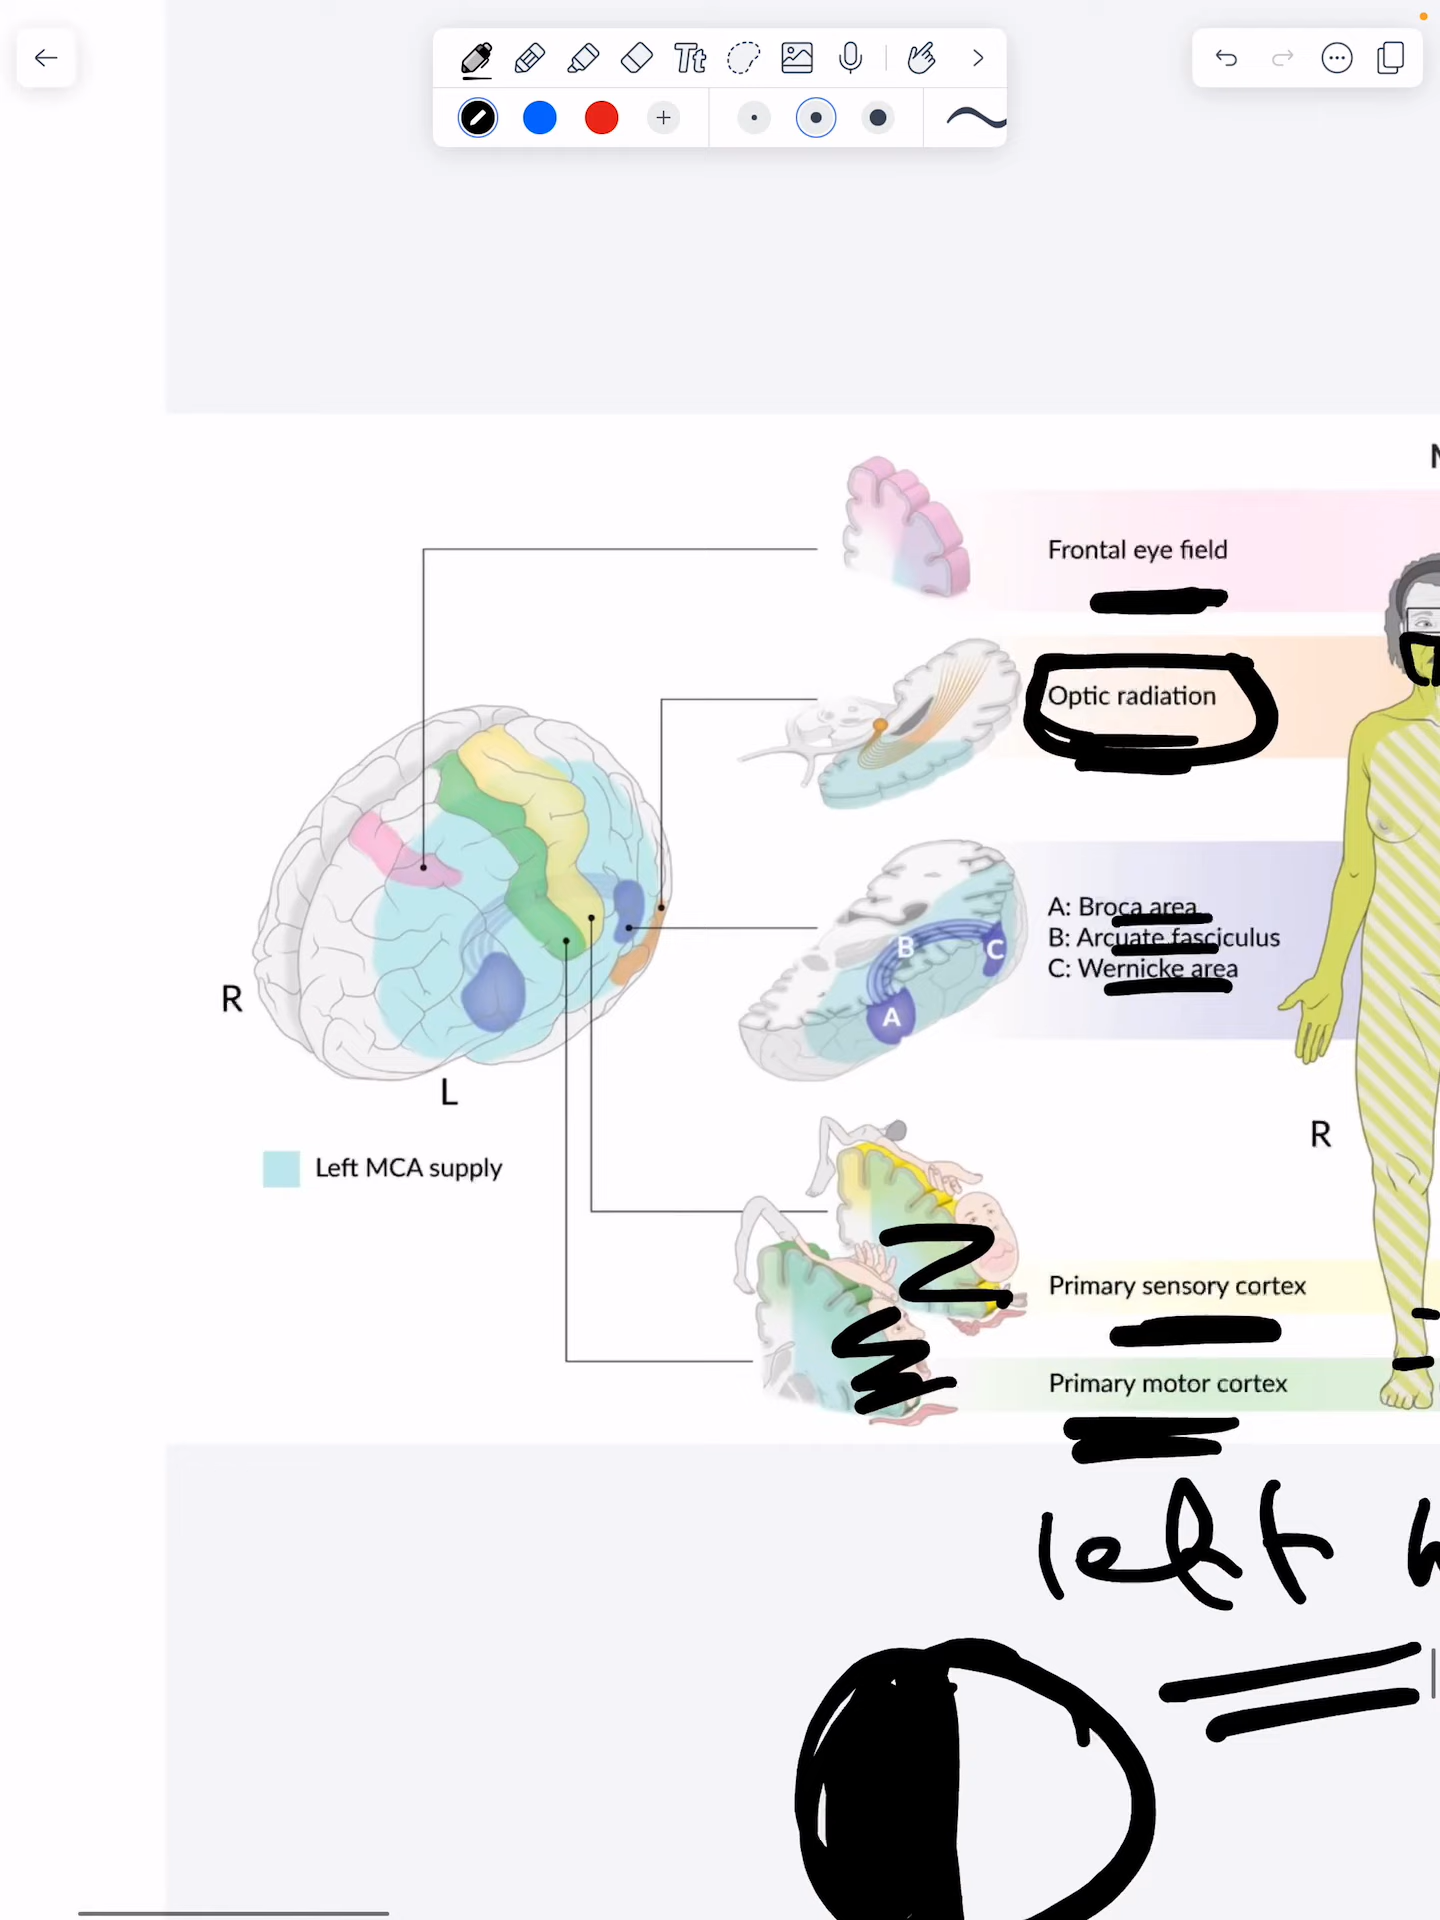 Tt
M
Frontal eye field
Optic radiation
A: Broca area
B: Arcuate fasciculus
C: Wernicke area
B
C
A
R
L
R
Left MCA supply
Primary sensory cortex
Primary motor cortex
left